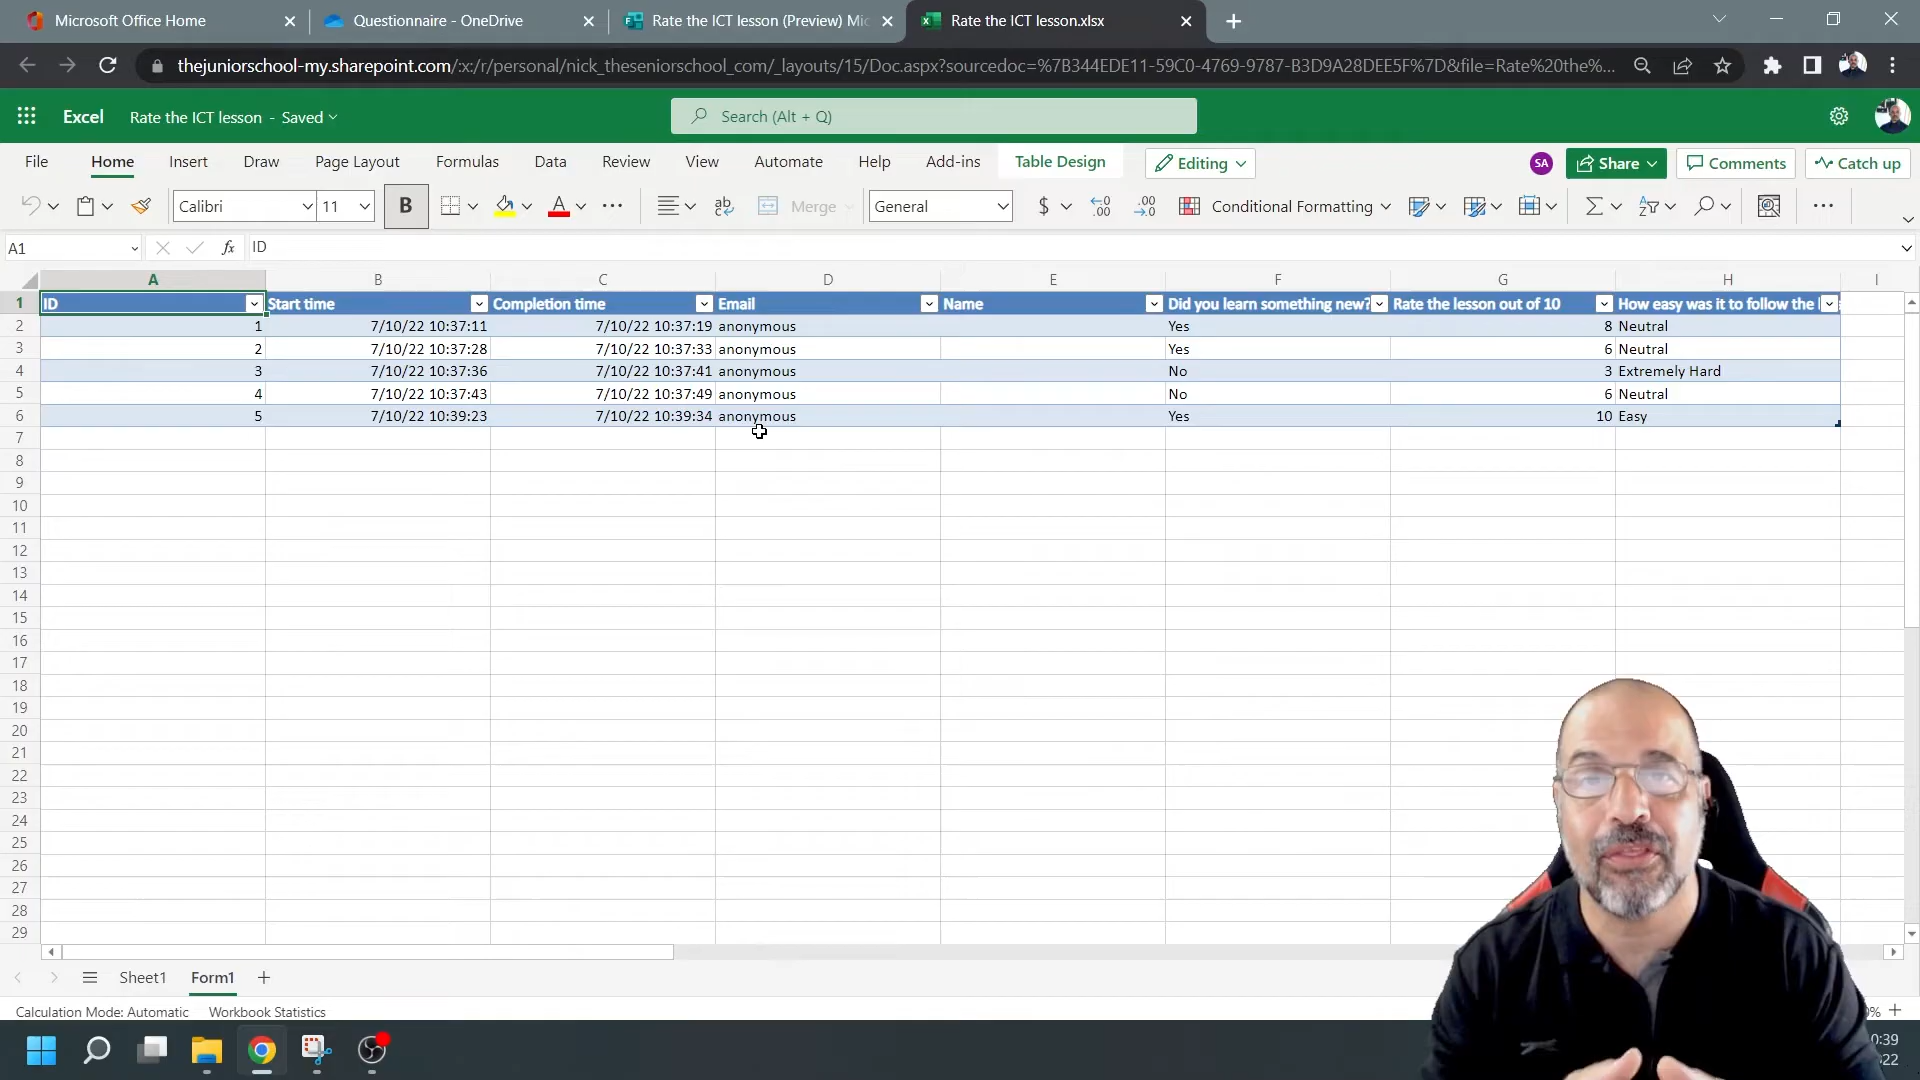 Microsoft Office Home
Questionnaire - OneDrive
Rate the ICT lesson (Preview) Mic
Rate the ICT lesson.xlsx
thejuniorschool-my.sharepoint.com/:x:/r/personal/nick_theseniorschool_com/_layouts/15/Doc.aspx?sourcedoc=%7B344EDE11-59C0-4769-9787-B3D9A28DEE5F%7D&file=Rate%20the%...
Excel Rate the ICT lesson - Saved
Search (Alt + Q)
File Home Insert Draw Page Layout Formulas Data Review View Automate Help Add-ins Table Design Editing SA Share Comments Catch up
Calibri 11 B ab A Merge General $ Conditional Formatting
A1 fx ID
A B C D E F G H I
1 ID Start time Completion time Email Name Did you learn something new? Rate the lesson out of 10 How easy was it to follow the
2 1 7/10/22 10:37:11 7/10/22 10:37:19 anonymous Yes 8 Neutral
3 2 7/10/22 10:37:28 7/10/22 10:37:33 anonymous Yes 6 Neutral
4 3 7/10/22 10:37:36 7/10/22 10:37:41 anonymous No 3 Extremely Hard
5 4 7/10/22 10:37:43 7/10/22 10:37:49 anonymous No 6 Neutral
6 5 7/10/22 10:39:23 7/10/22 10:39:34 anonymous Yes 10 Easy
7
8
9
10
11
12
13
14
15
16
17
18
19
20
21
22
23
24
25
26
27
28
29
Sheet1 Form1
Calculation Mode: Automatic Workbook Statistics
0:39